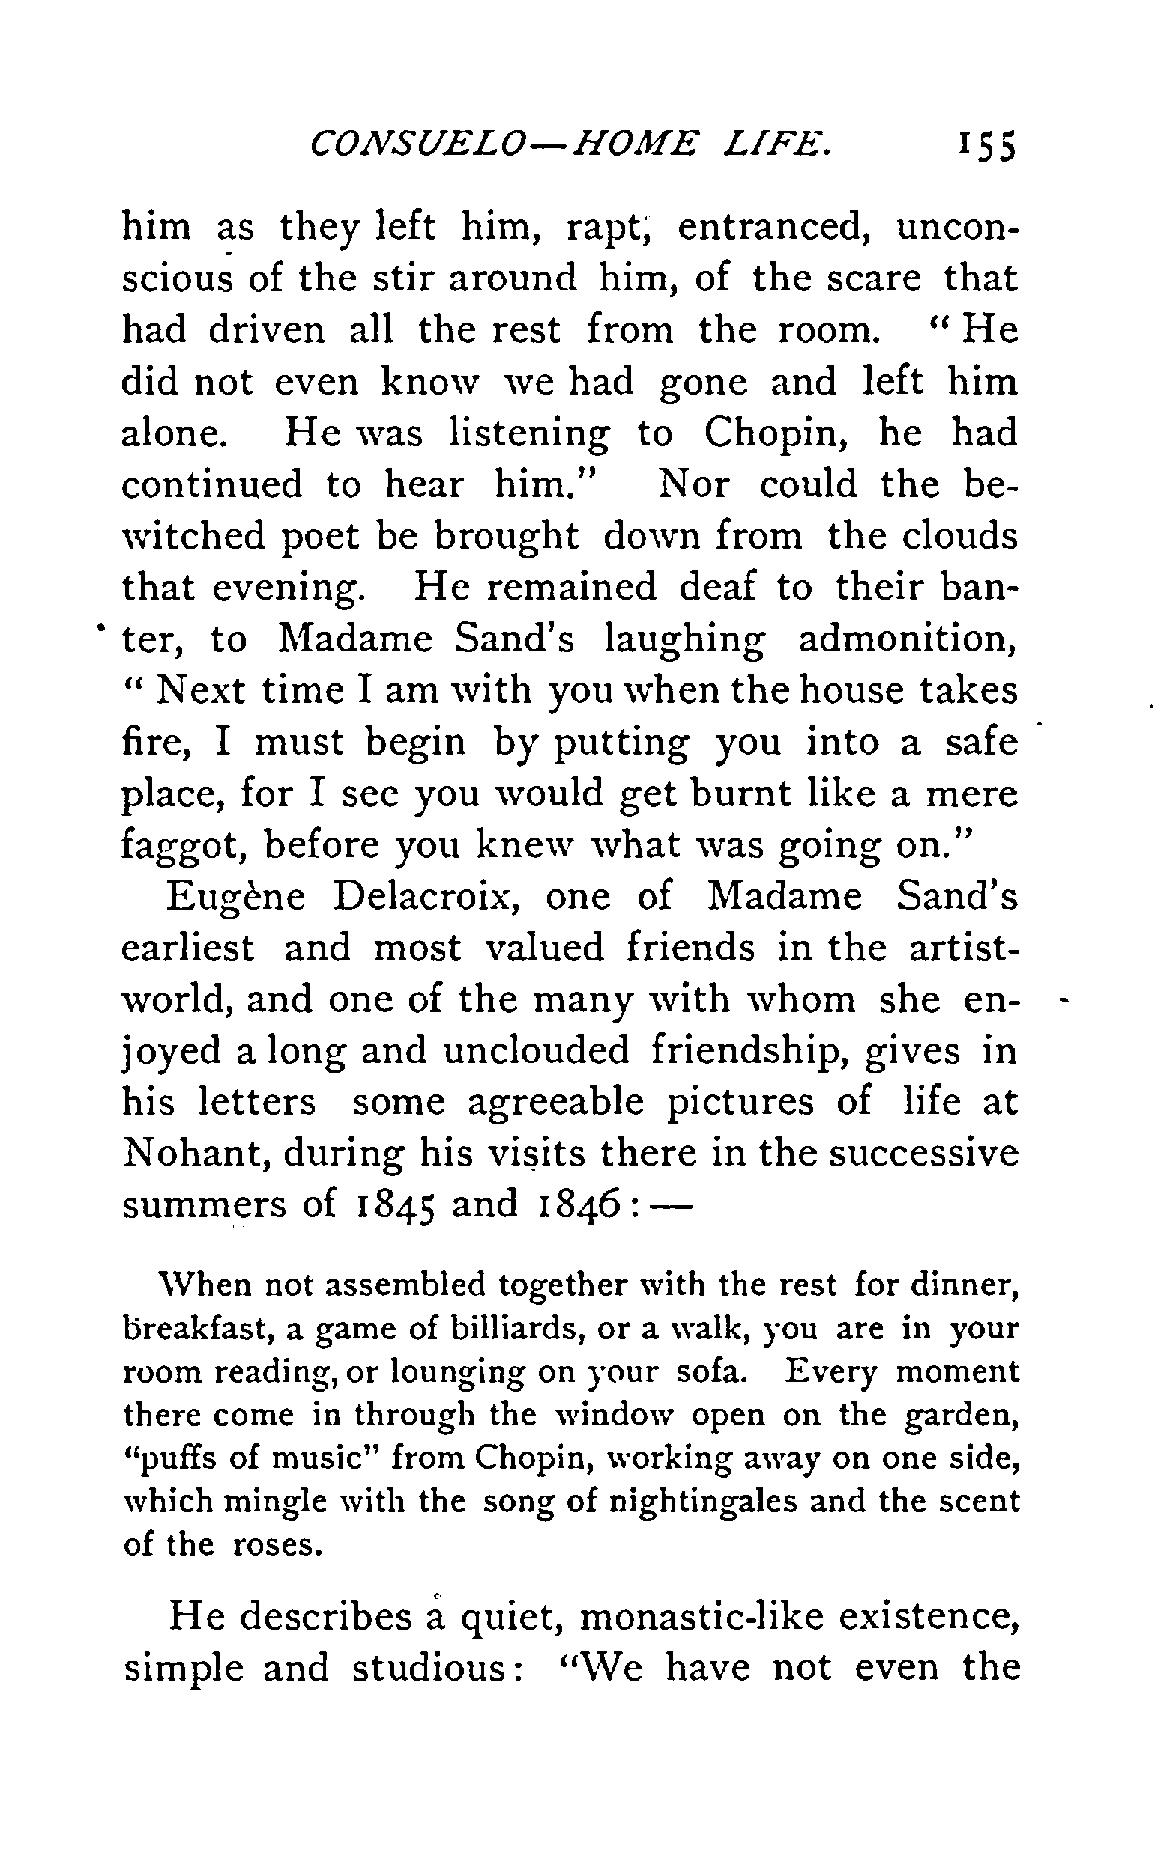 CONSUELO—HOME LIFE. 155
him as they left him, rapt, entranced, uncon-
scious of the stir around him, of the scare that
had driven all the rest from the room. “He
did not even know we had gone and left him
alone. He was listening to Chopin, he had
continued to hear him.” Nor could the be-
witched poet be brought down from the clouds
that evening. He remained deaf to their ban-
ter, to Madame Sand’s laughing admonition,
“Next time I am with you when the house takes
fire, I must begin by putting you into a safe
place, for I see you would get burnt like a mere
faggot, before you knew what was going on.”
Eugène Delacroix, one of Madame Sand’s
earliest and most valued friends in the artist-
world, and one of the many with whom she en-
joyed a long and unclouded friendship, gives in
his letters some agreeable pictures of life at
Nohant, during his visits there in the successive
summers of 1845 and 1846:—
When not assembled together with the rest for dinner,
breakfast, a game of billiards, or a walk, you are in your
room reading, or lounging on your sofa. Every moment
there come in through the window open on the garden,
“puffs of music” from Chopin, working away on one side,
which mingle with the song of nightingales and the scent
of the roses.
He describes a quiet, monastic-like existence,
simple and studious: “We have not even the